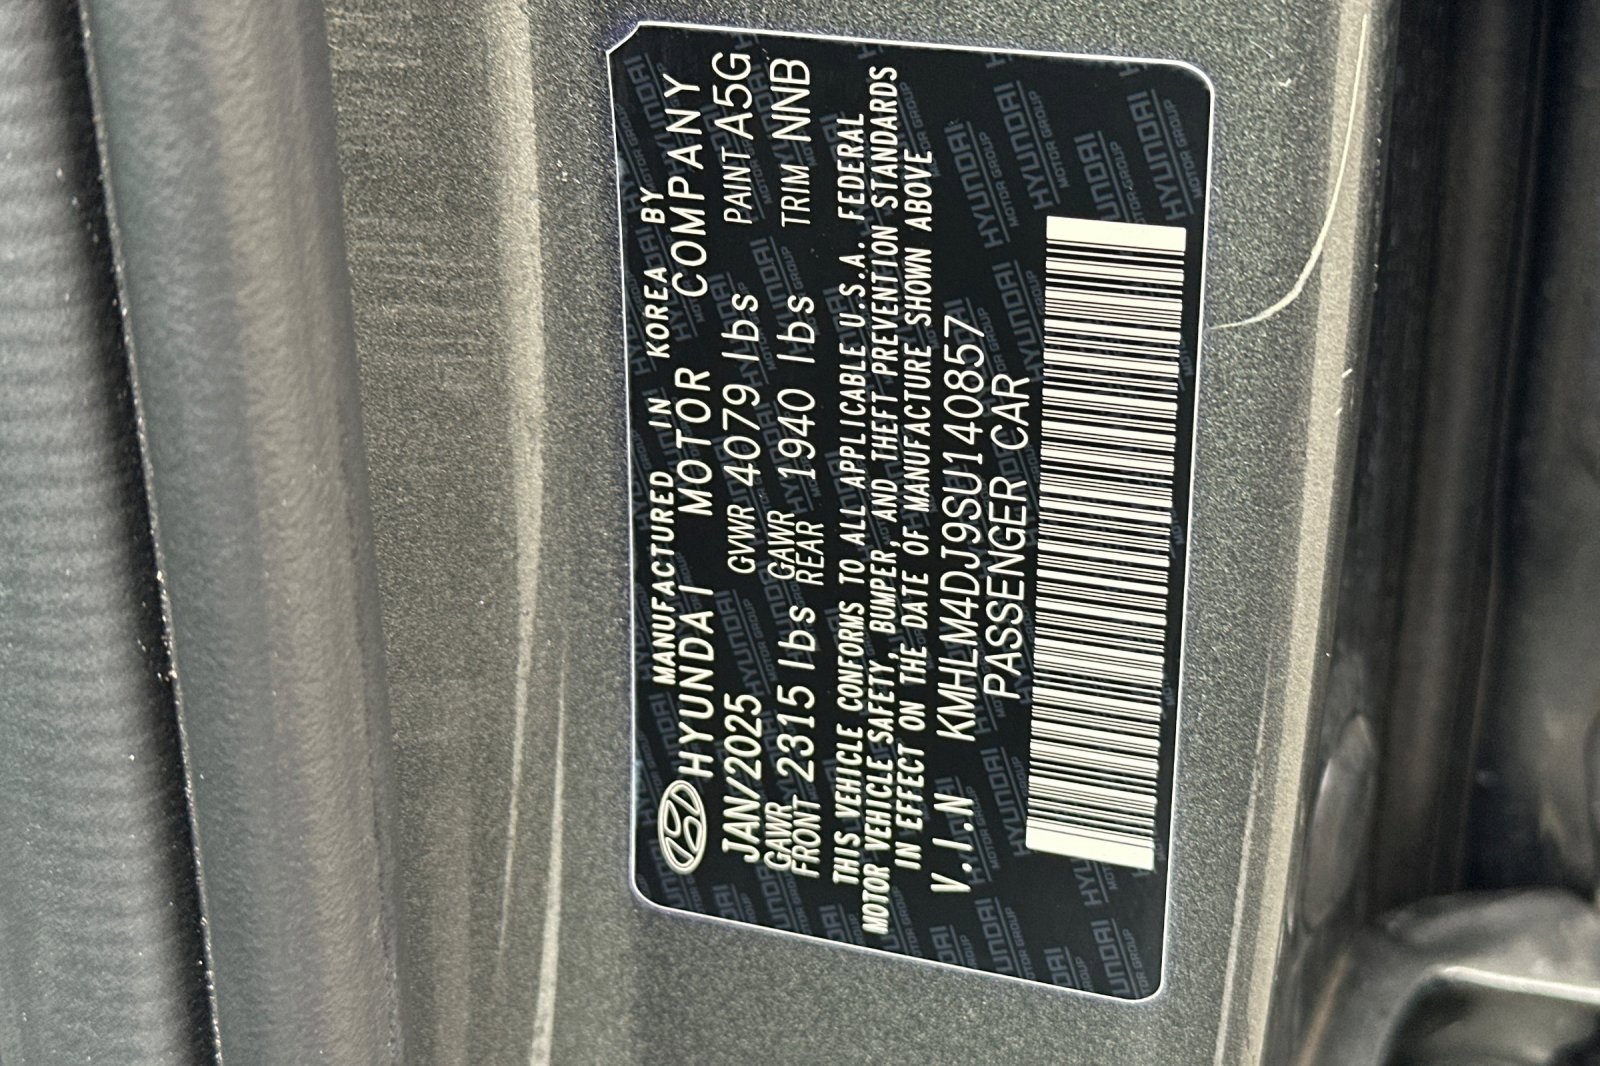 MANUFACTURED IN KOREA BY
HYUNDAI MOTOR COMPANY
JAN/2025 GVWR 4079 lbs PAINT A5G
GAWR FRONT 2315 lbs GAWR REAR 1940 lbs TRIM NNB
THIS VEHICLE CONFORMS TO ALL APPLICABLE U.S.A. FEDERAL
MOTOR VEHICLE SAFETY, BUMPER, AND THEFT PREVENTION STANDARDS
IN EFFECT ON THE DATE OF MANUFACTURE SHOWN ABOVE
V.I.N KMHLM4DJ9SU140857
PASSENGER CAR